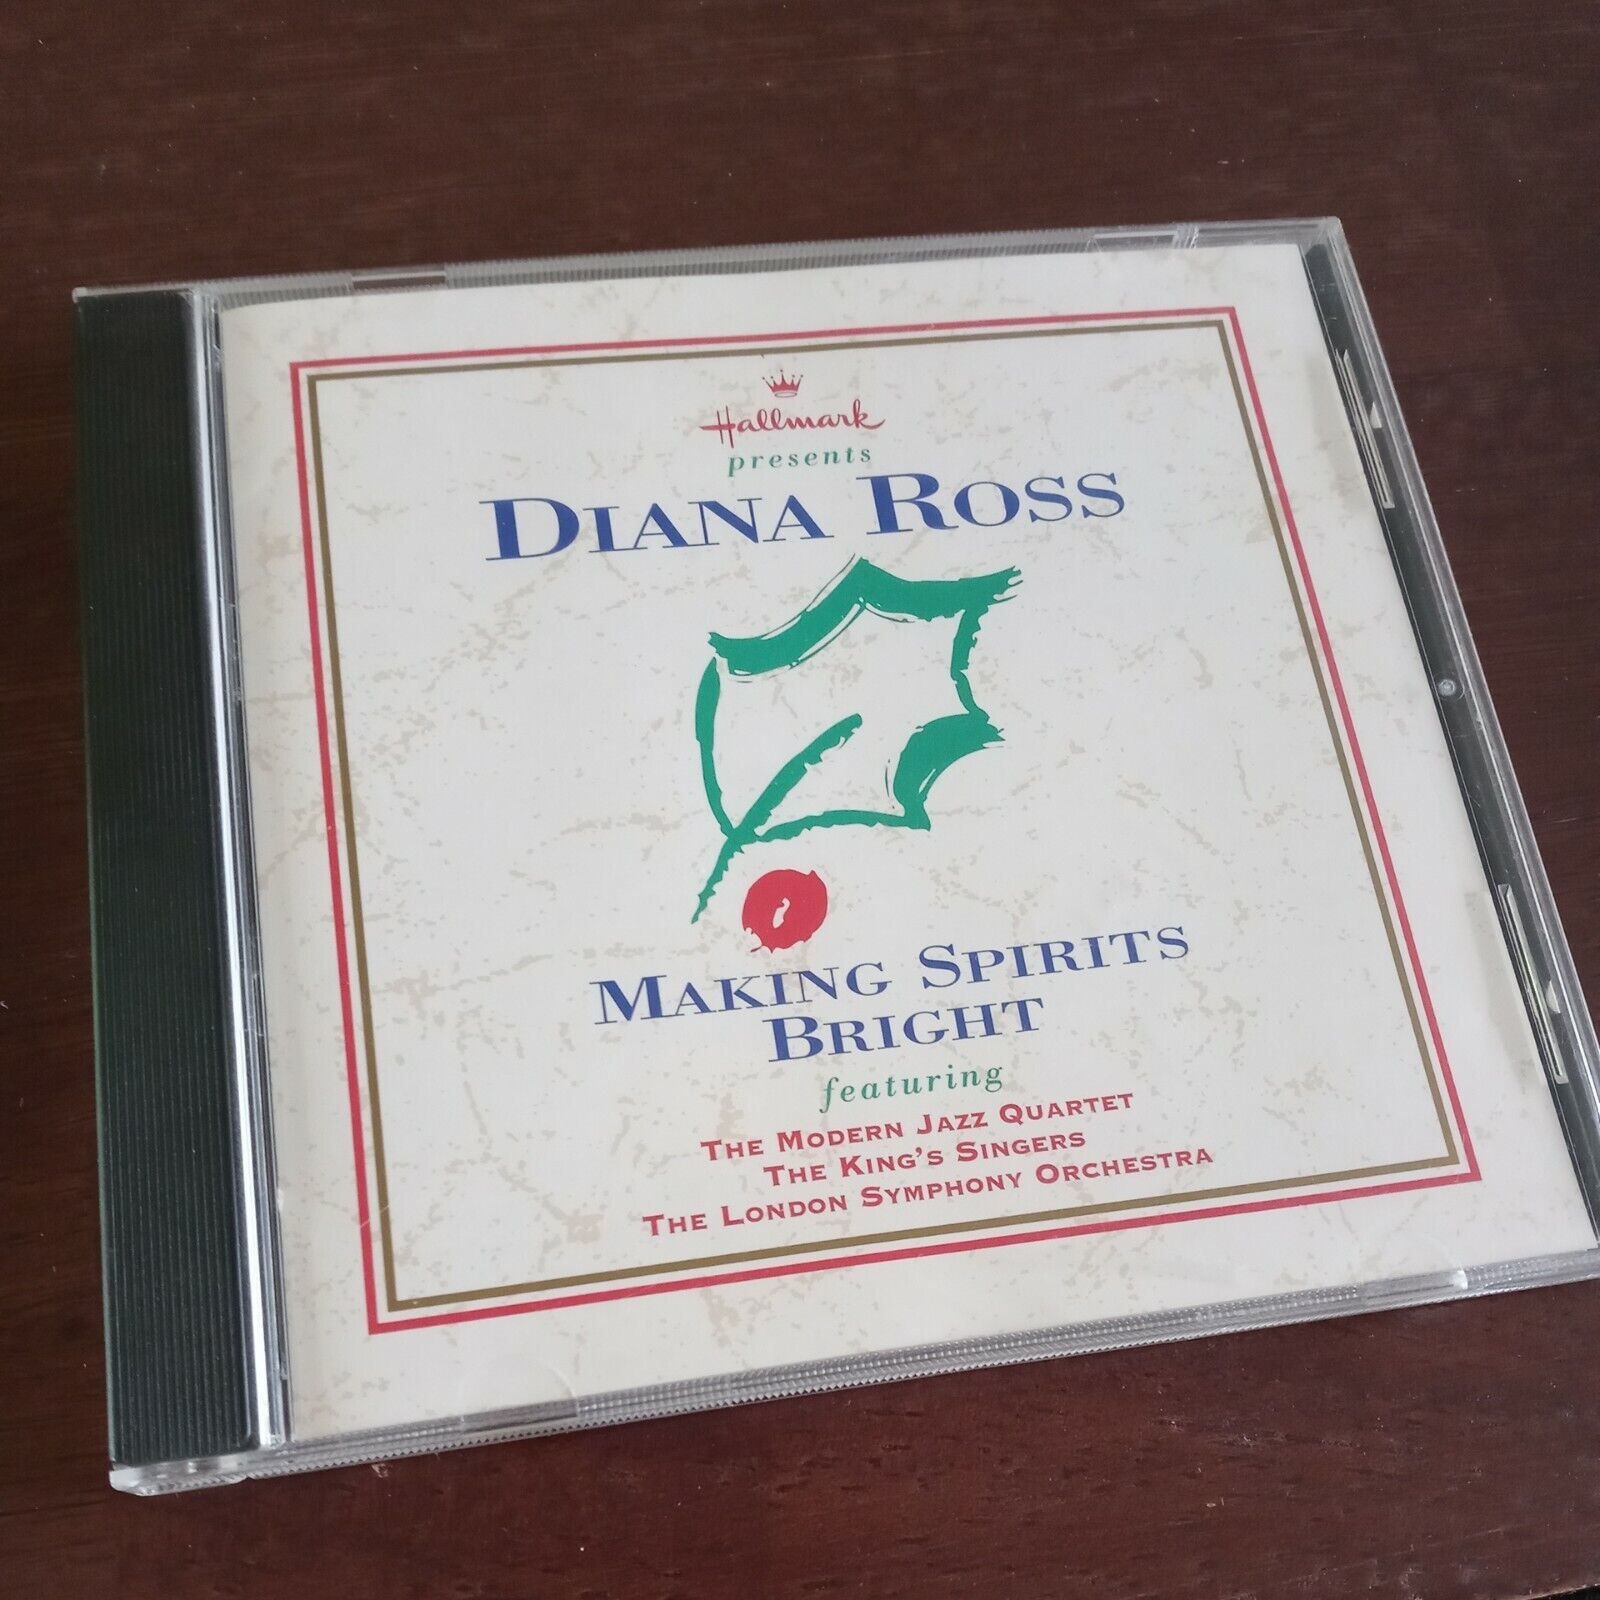 Hallmark
presents
DIANA ROSS
MAKING SPIRITS
BRIGHT
featuring
THE MODERN JAZZ QUARTET
THE KING'S SINGERS
THE LONDON SYMPHONY ORCHESTRA